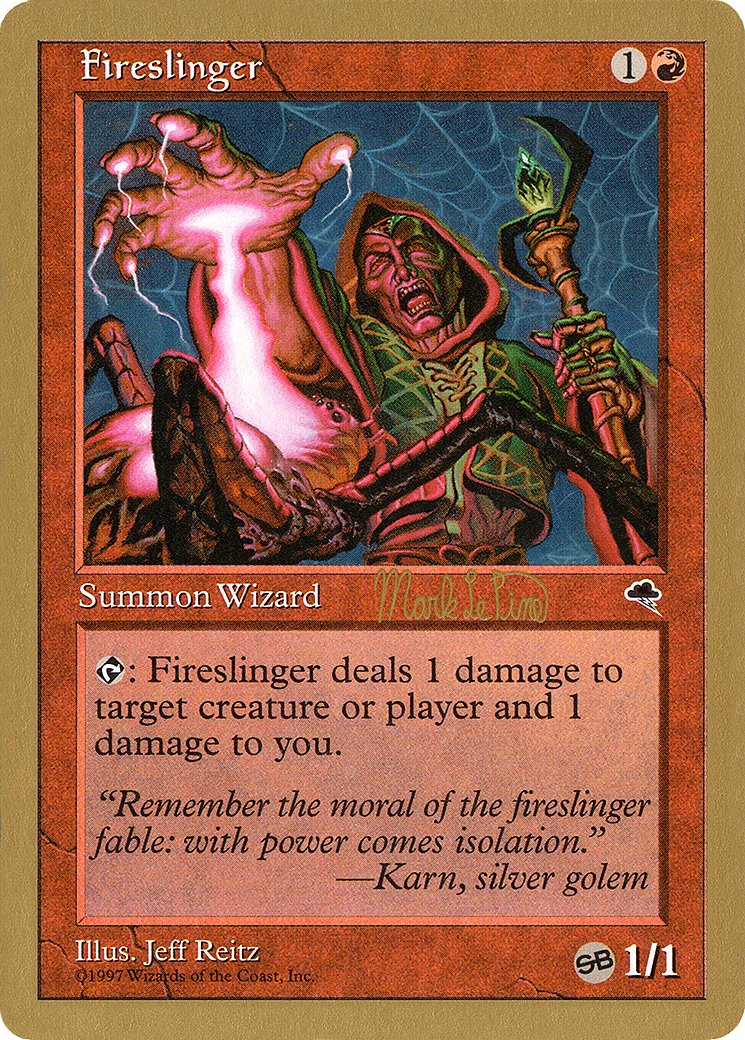 Fireslinger 1
Summon Wizard Mark Le Pine
: Fireslinger deals 1 damage to
target creature or player and 1
damage to you.
“Remember the moral of the fireslinger
fable: with power comes isolation.”
—Karn, silver golem
Illus. Jeff Reitz
©1997 Wizards of the Coast, Inc.
SB 1/1